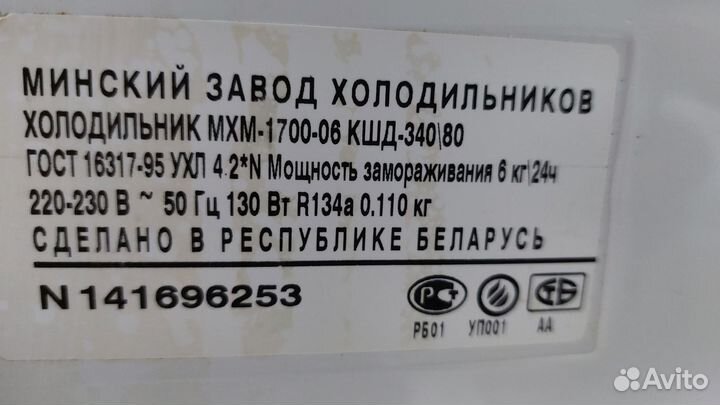 МИНСКИЙ ЗАВОД ХОЛОДИЛЬНИКОВ
ХОЛОДИЛЬНИК МХМ-1700-06 КШД-340\80
ГОСТ 16317-95 УХЛ 4.2*N Мощность замораживания 6 кг\24ч
220-230 В ~ 50 Гц 130 Вт R134a 0.110 кг
СДЕЛАНО В РЕСПУБЛИКЕ БЕЛАРУСЬ
N 141696253
РБ01 УП001 АА
Avito